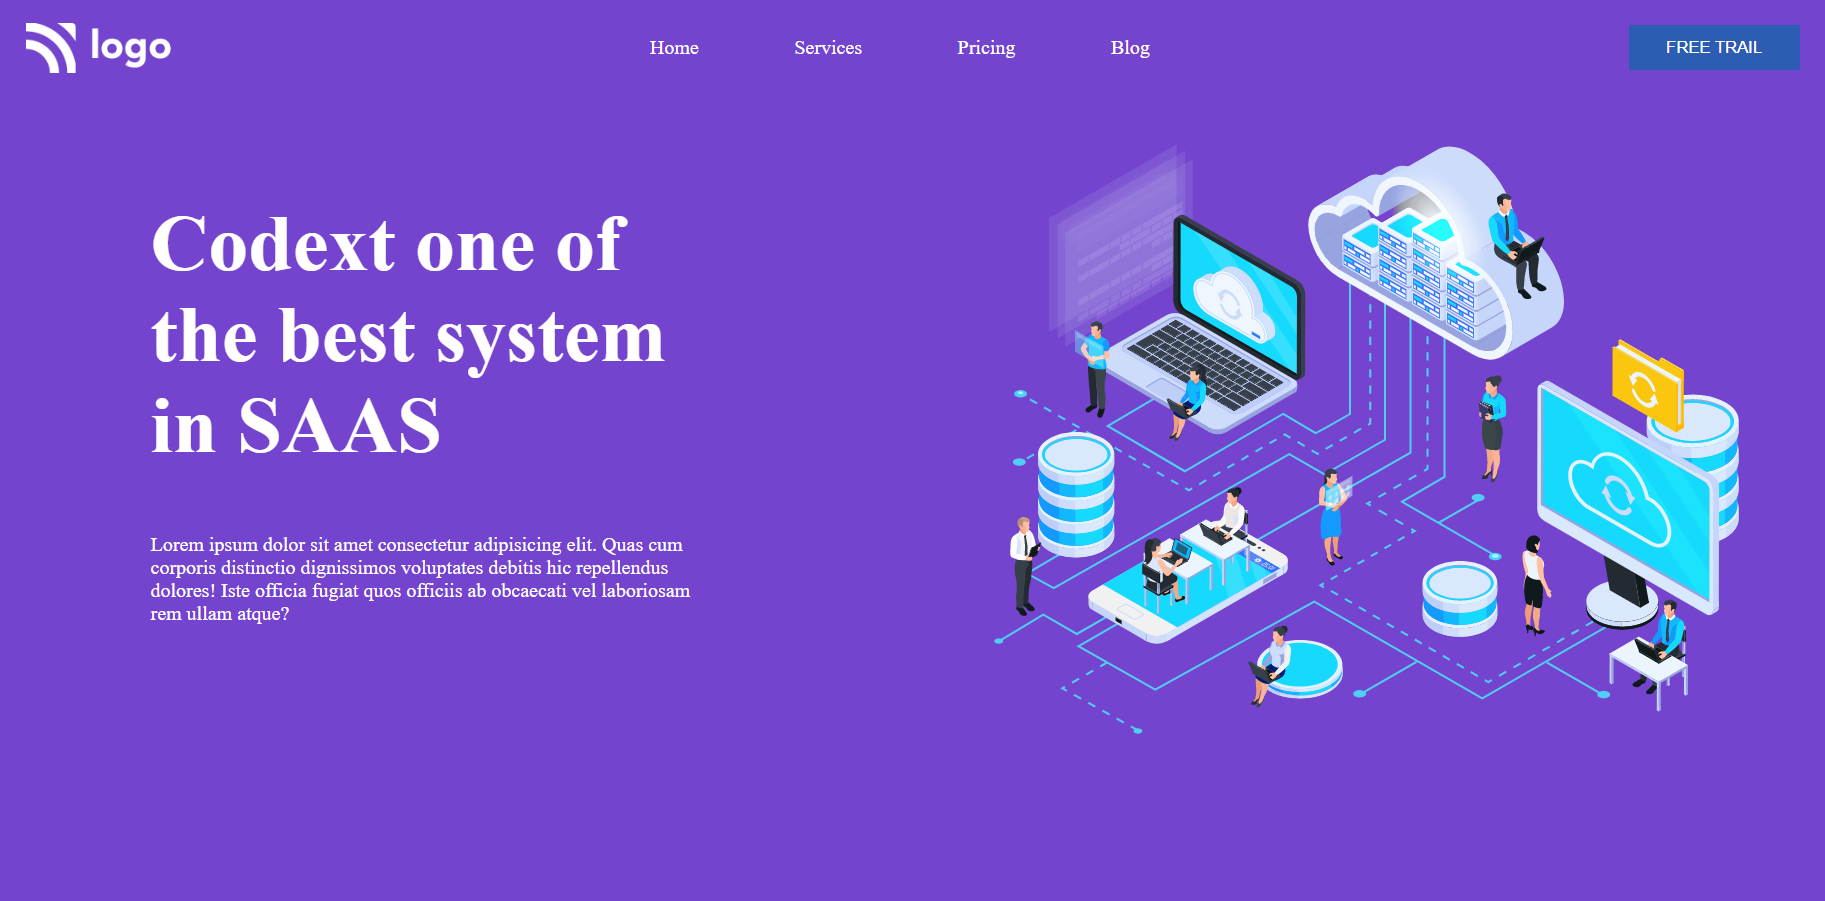 logo
Home
Services
Pricing
Blog
FREE TRAIL
Codext one of
the best system
in SAAS
Lorem ipsum dolor sit amet consectetur adipisicing elit. Quas cum
corporis distinctio dignissimos voluptates debitis hic repellendus
dolores! Iste officia fugiat quos officiis ab obcaecati vel laboriosam
rem ullam atque?